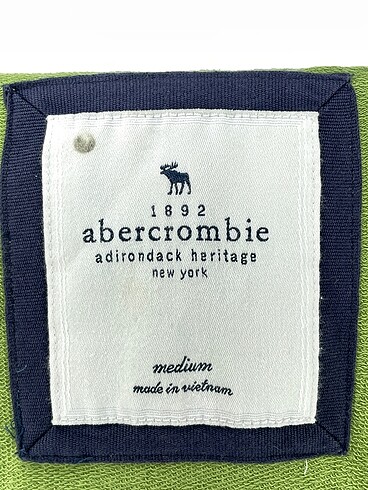 1892
abercrombie
adirondack heritage
new york
medium
made in vietnam